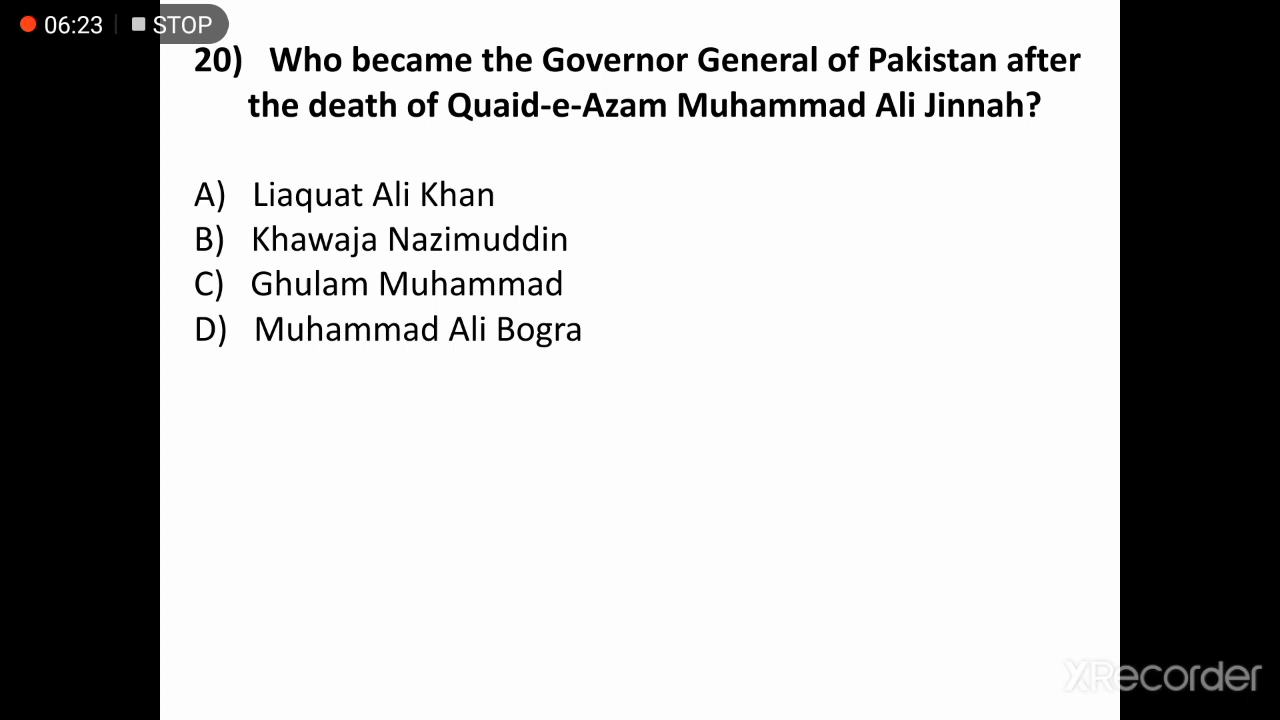 06:23 STOP
20) Who became the Governor General of Pakistan after
the death of Quaid-e-Azam Muhammad Ali Jinnah?
A) Liaquat Ali Khan
B) Khawaja Nazimuddin
C) Ghulam Muhammad
D) Muhammad Ali Bogra
XRecorder